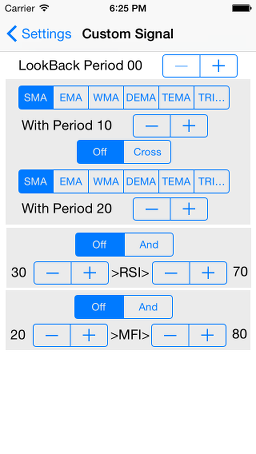 Carrier 6:25 PM
Settings Custom Signal
LookBack Period 00 — +
SMA EMA WMA DEMA TEMA TRI...
With Period 10 — +
Off Cross
SMA EMA WMA DEMA TEMA TRI...
With Period 20 — +
Off And
30 — + >RSI> — + 70
Off And
20 — + >MFI> — + 80